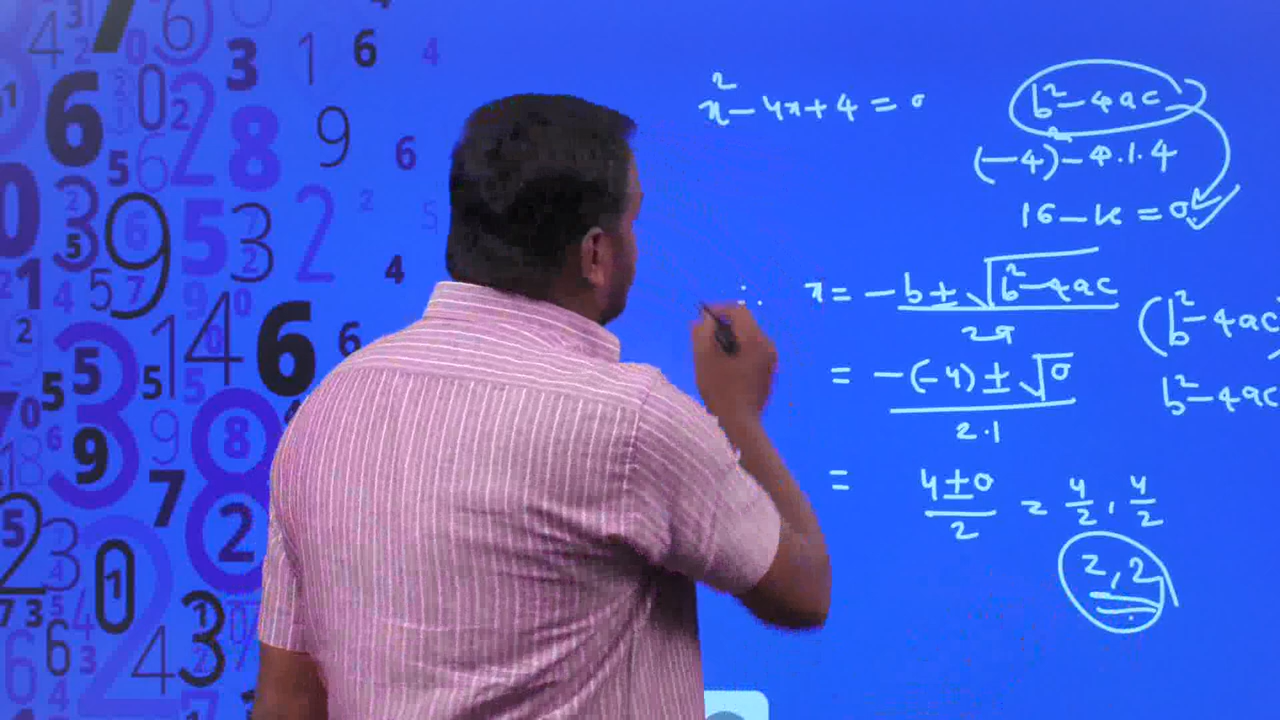 x² - 4x + 4 = 0
b² - 4ac
(-4)² - 4.1.4
16 - 16 = 0
∴ x = -b ± √b² - 4ac
2a
(b² - 4ac
= -(-4) ± √0
2.1
b² - 4ac
= 4 ± 0
2
= 4/2, 4/2
2, 2